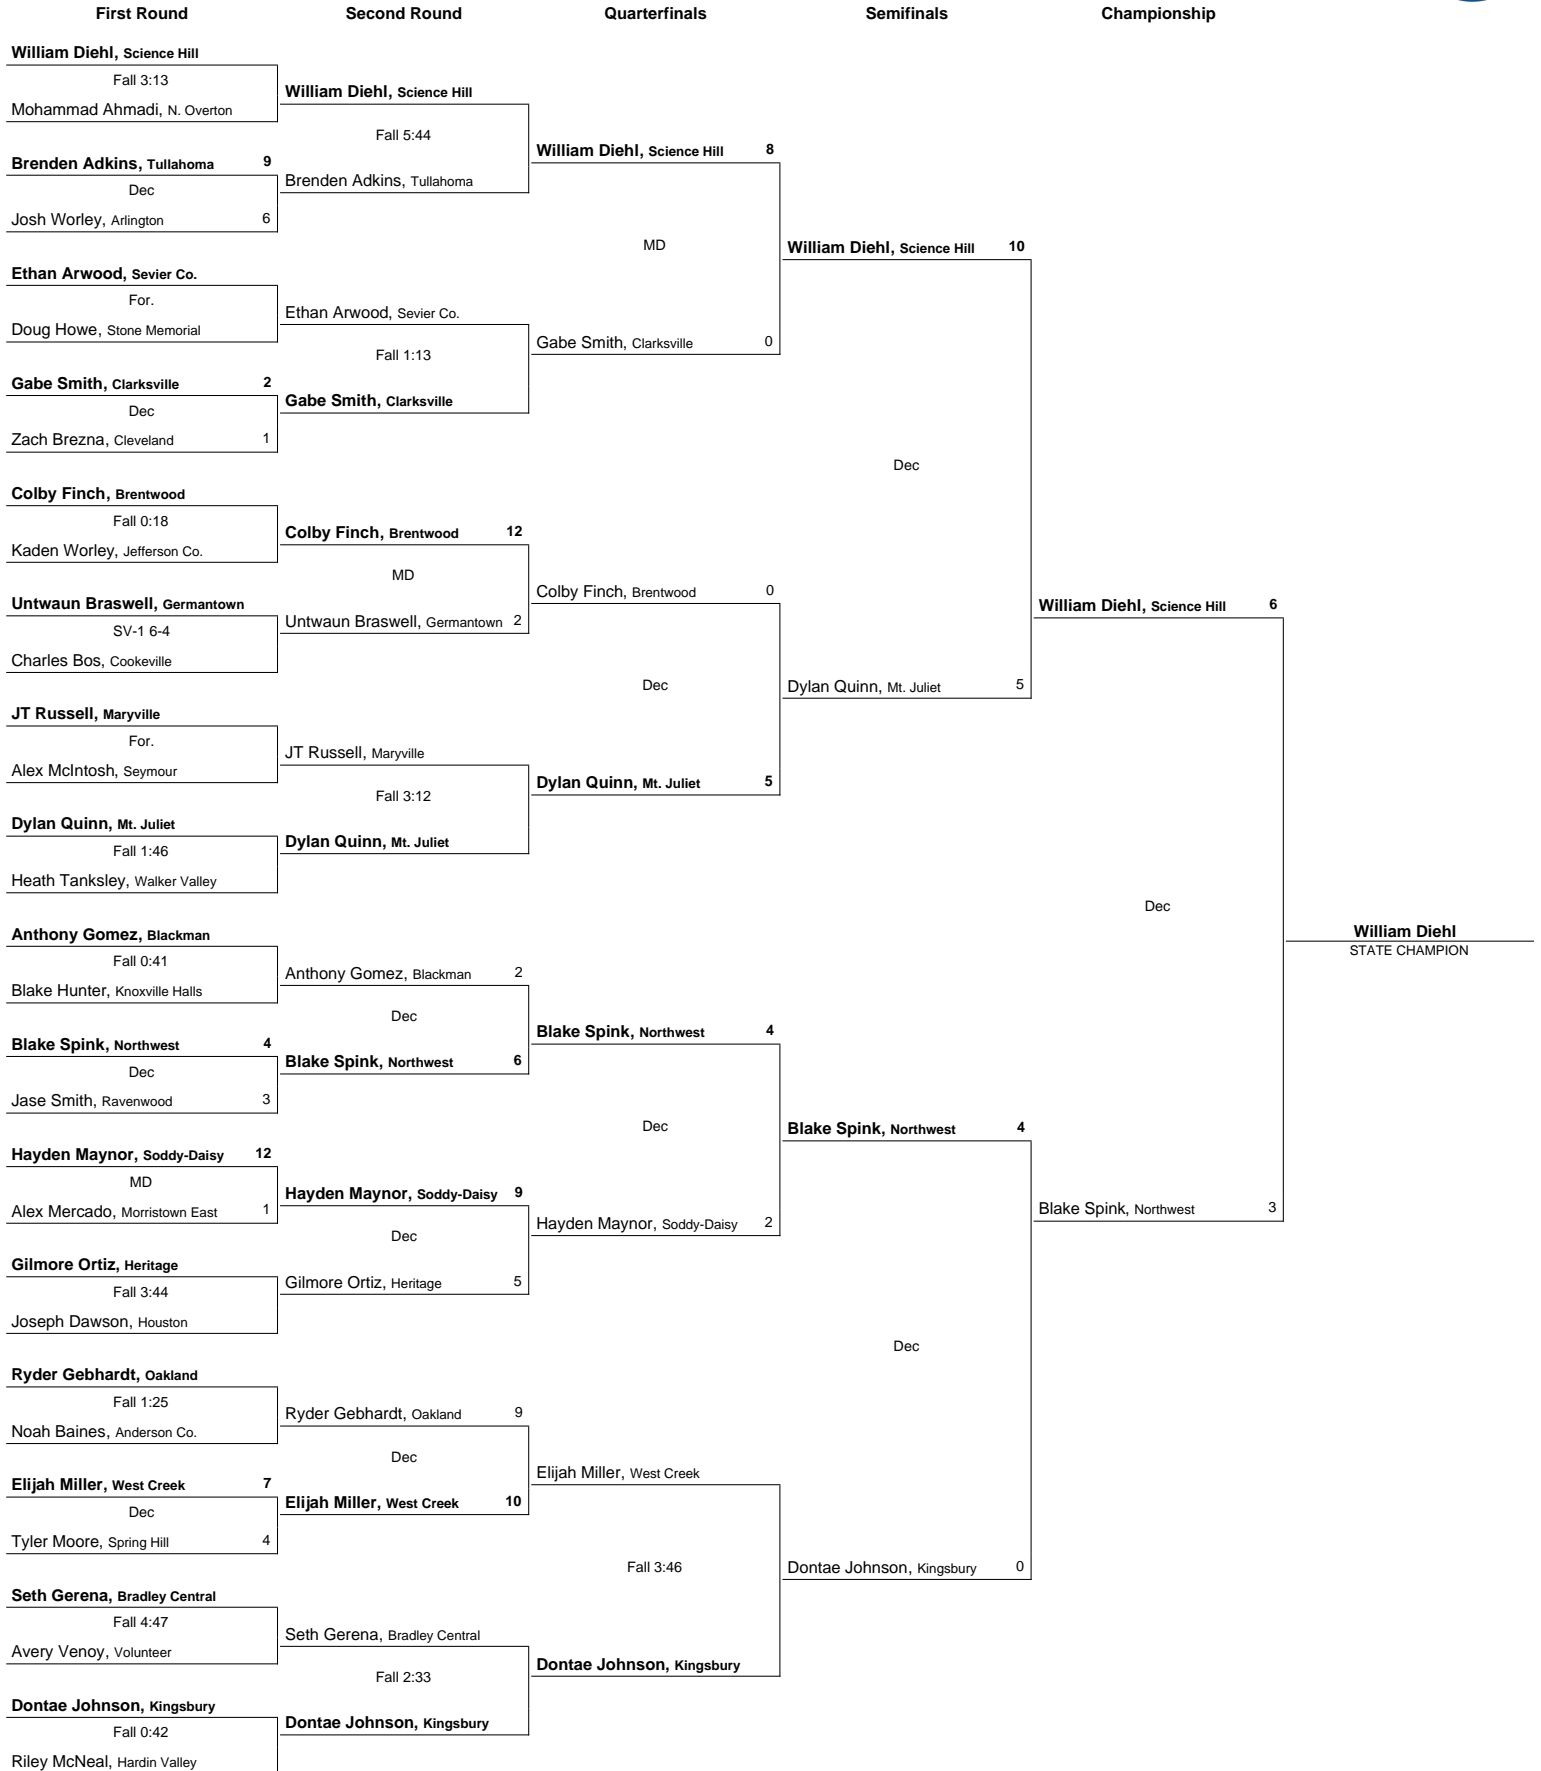 First Round Second Round Quarterfinals Semifinals Championship
William Diehl, Science Hill
Fall 3:13
Mohammad Ahmadi, N. Overton
Brenden Adkins, Tullahoma 9
Dec
Josh Worley, Arlington 6
Ethan Arwood, Sevier Co.
For.
Doug Howe, Stone Memorial
Gabe Smith, Clarksville 2
Dec
Zach Brezna, Cleveland 1
Colby Finch, Brentwood
Fall 0:18
Kaden Worley, Jefferson Co.
Untwaun Braswell, Germantown
SV-1 6-4
Charles Bos, Cookeville
JT Russell, Maryville
For.
Alex McIntosh, Seymour
Dylan Quinn, Mt. Juliet
Fall 1:46
Heath Tanksley, Walker Valley
Anthony Gomez, Blackman
Fall 0:41
Blake Hunter, Knoxville Halls
Blake Spink, Northwest 4
Dec
Jase Smith, Ravenwood 3
Hayden Maynor, Soddy-Daisy 12
MD
Alex Mercado, Morristown East 1
Gilmore Ortiz, Heritage
Fall 3:44
Joseph Dawson, Houston
Ryder Gebhardt, Oakland
Fall 1:25
Noah Baines, Anderson Co.
Elijah Miller, West Creek 7
Dec
Tyler Moore, Spring Hill 4
Seth Gerena, Bradley Central
Fall 4:47
Avery Venoy, Volunteer
Dontae Johnson, Kingsbury
Fall 0:42
Riley McNeal, Hardin Valley
William Diehl, Science Hill
Fall 5:44
Brenden Adkins, Tullahoma
Ethan Arwood, Sevier Co.
Fall 1:13
Gabe Smith, Clarksville
Colby Finch, Brentwood 12
MD
Untwaun Braswell, Germantown 2
JT Russell, Maryville
Fall 3:12
Dylan Quinn, Mt. Juliet
Anthony Gomez, Blackman 2
Dec
Blake Spink, Northwest 6
Hayden Maynor, Soddy-Daisy 9
Dec
Gilmore Ortiz, Heritage 5
Ryder Gebhardt, Oakland 9
Dec
Elijah Miller, West Creek 10
Seth Gerena, Bradley Central
Fall 2:33
Dontae Johnson, Kingsbury
William Diehl, Science Hill 8
MD
Gabe Smith, Clarksville 0
Colby Finch, Brentwood 0
Dec
Dylan Quinn, Mt. Juliet 5
Blake Spink, Northwest 4
Dec
Hayden Maynor, Soddy-Daisy 2
Elijah Miller, West Creek
Fall 3:46
Dontae Johnson, Kingsbury
William Diehl, Science Hill 10
Dec
Dylan Quinn, Mt. Juliet 5
Blake Spink, Northwest 4
Dec
Dontae Johnson, Kingsbury 0
William Diehl, Science Hill 6
Dec
Blake Spink, Northwest 3
William Diehl
STATE CHAMPION